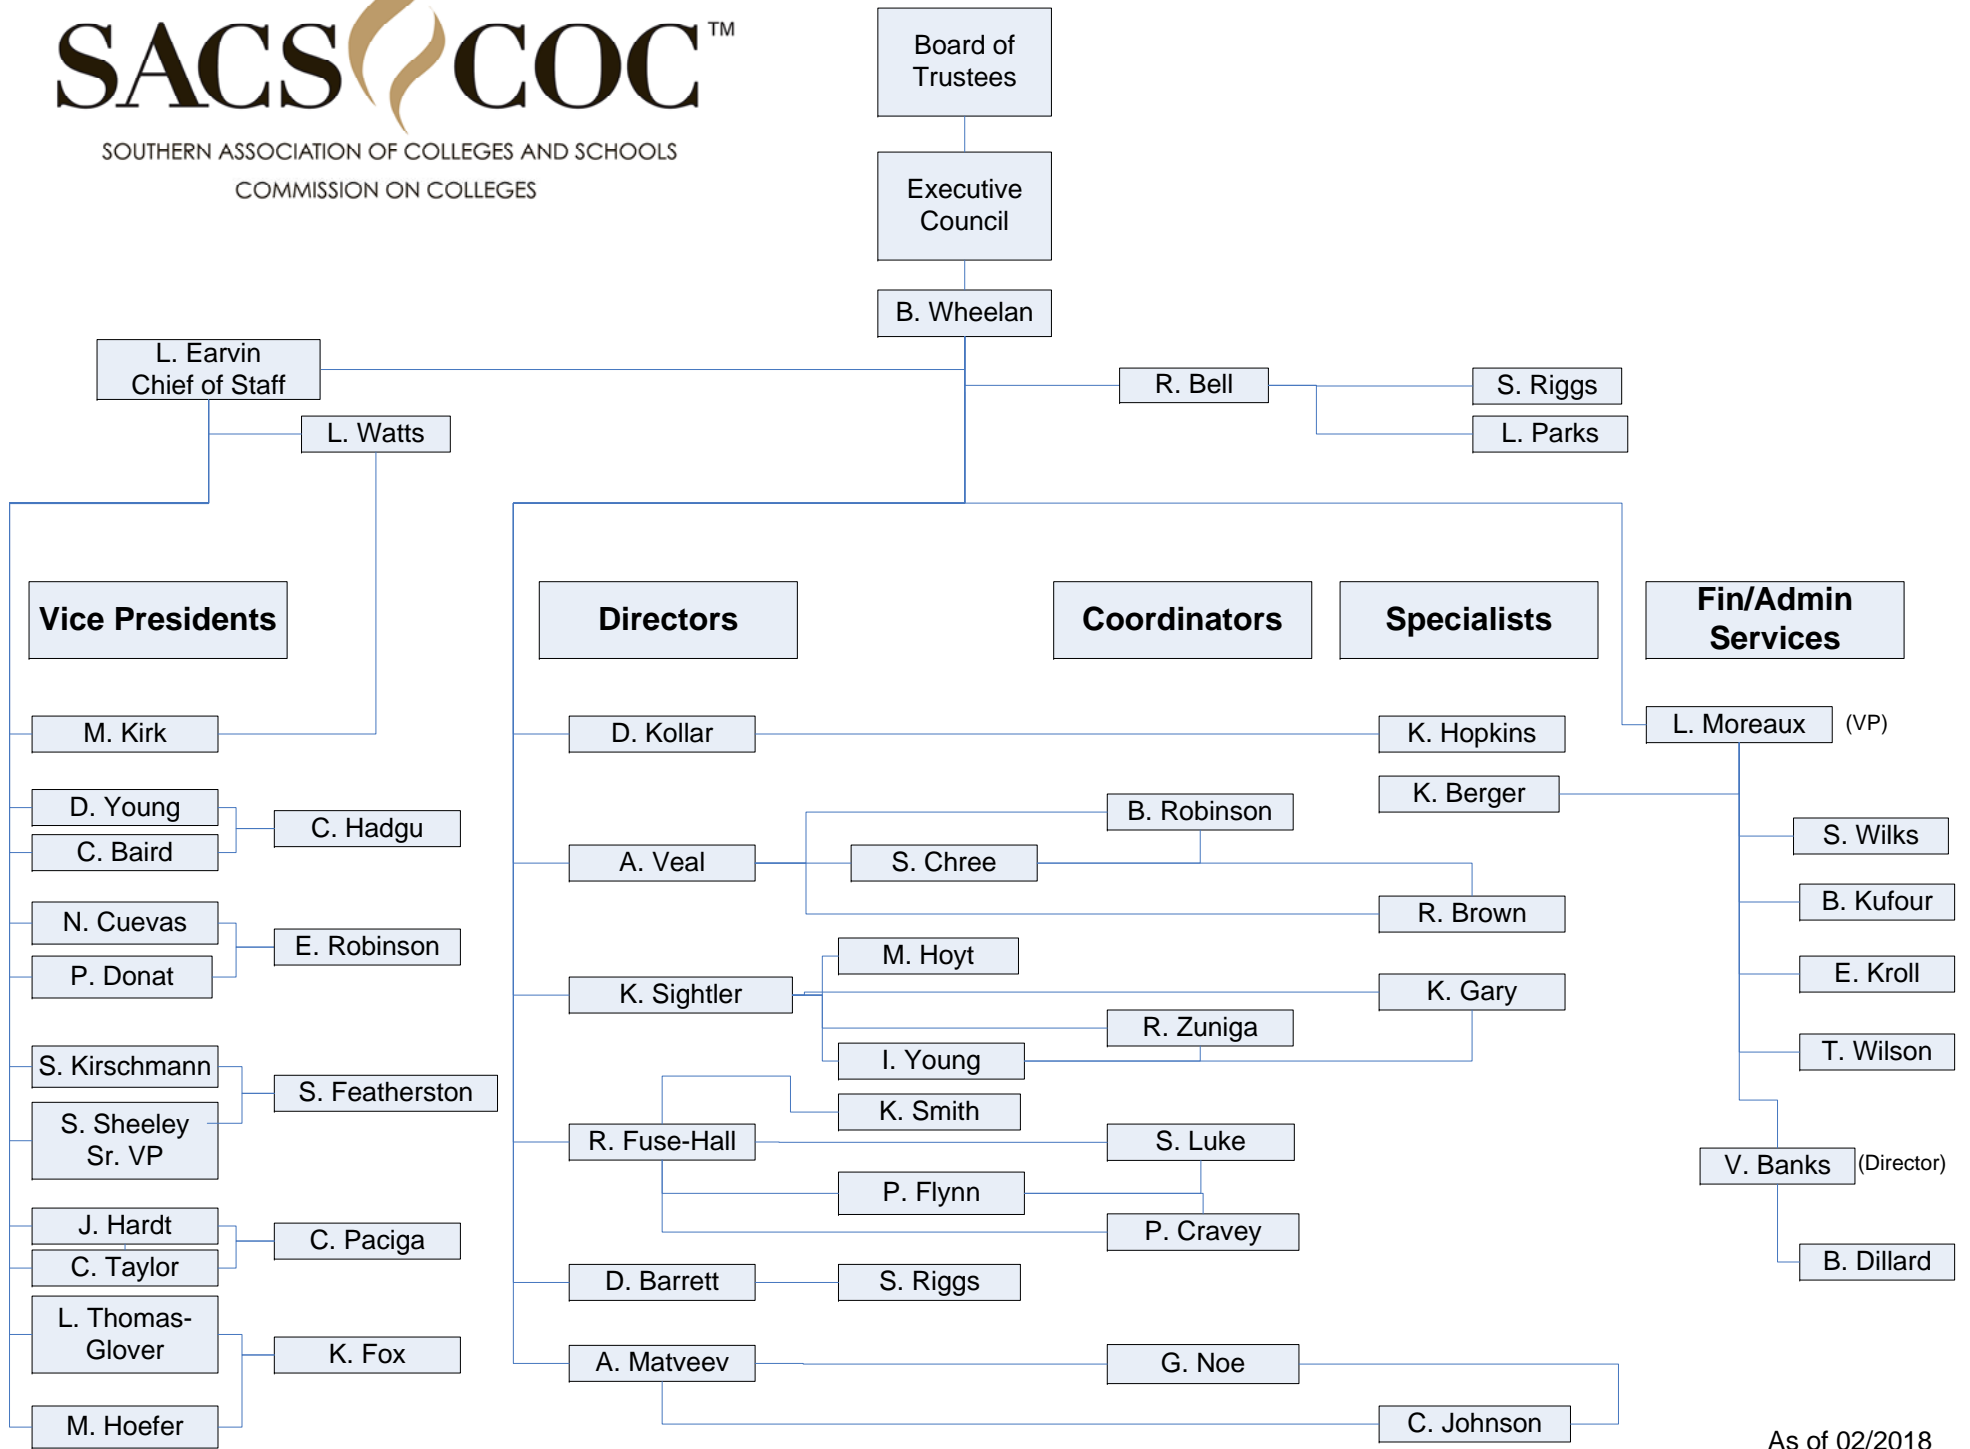 SACS COC™
SOUTHERN ASSOCIATION OF COLLEGES AND SCHOOLS
COMMISSION ON COLLEGES
Board of
Trustees
Executive
Council
B. Wheelan
L. Earvin
Chief of Staff
R. Bell
S. Riggs
L. Watts
L. Parks
Vice Presidents
Directors
Coordinators
Specialists
Fin/Admin
Services
M. Kirk
D. Young
C. Baird
C. Hadgu
N. Cuevas
P. Donat
E. Robinson
S. Kirschmann
S. Sheeley
Sr. VP
S. Featherston
J. Hardt
C. Taylor
C. Paciga
L. Thomas-
Glover
K. Fox
M. Hoefer
D. Kollar
K. Hopkins
K. Berger
A. Veal
S. Chree
B. Robinson
R. Brown
K. Sightler
M. Hoyt
K. Gary
R. Zuniga
I. Young
R. Fuse-Hall
K. Smith
S. Luke
P. Flynn
P. Cravey
D. Barrett
S. Riggs
A. Matveev
G. Noe
C. Johnson
L. Moreaux (VP)
S. Wilks
B. Kufour
E. Kroll
T. Wilson
V. Banks (Director)
B. Dillard
As of 02/2018